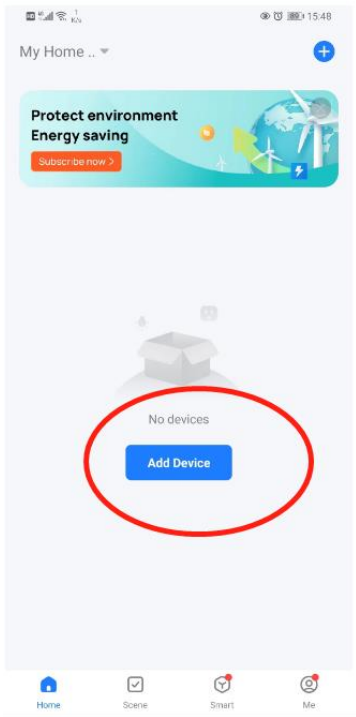 15:48
My Home ..
Protect environment
Energy saving
Subscribe now >
No devices
Add Device
Home
Scene
Smart
Me